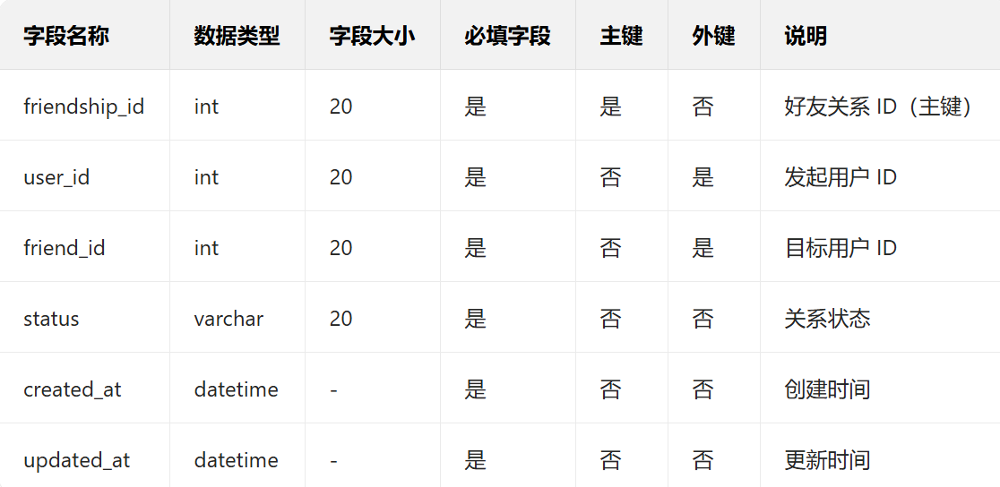 字段名称 数据类型 字段大小 必填字段 主键 外键 说明
friendship_id int 20 是 是 否 好友关系 ID（主键）
user_id int 20 是 否 是 发起用户 ID
friend_id int 20 是 否 是 目标用户 ID
status varchar 20 是 否 否 关系状态
created_at datetime - 是 否 否 创建时间
updated_at datetime - 是 否 否 更新时间